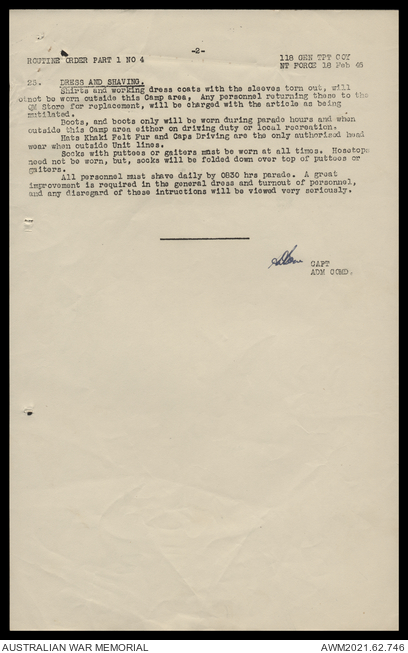 -2-
ROUTINE ORDER PART 1 NO 4
118 GEN TPT COY
NT FORCE 18 Feb 45
25. DRESS AND SHAVING.
Shirts and working dress coats with the sleeves torn out, will
not be worn outside this Camp area, Any personnel returning these to the
QM Store for replacement, will be charged with the article as being
mutilated.
Boots, and boots only will be worn during parade hours and when
outside this Camp area either on driving duty or local recreation.
Hats Khaki Felt Fur and Caps Driving are the only authorised head
wear when outside Unit lines.
Socks with puttees or gaiters must be worn at all times. Hosetops
need not be worn, but, socks will be folded down over top of puttees or
gaiters.
All personnel must shave daily by 0830 hrs parade. A great
improvement is required in the general dress and turnout of personnel,
and any disregard of these intructions will be viewed very seriously.
CAPT
ADM COMD.
AUSTRALIAN WAR MEMORIAL
AWM2021.62.746